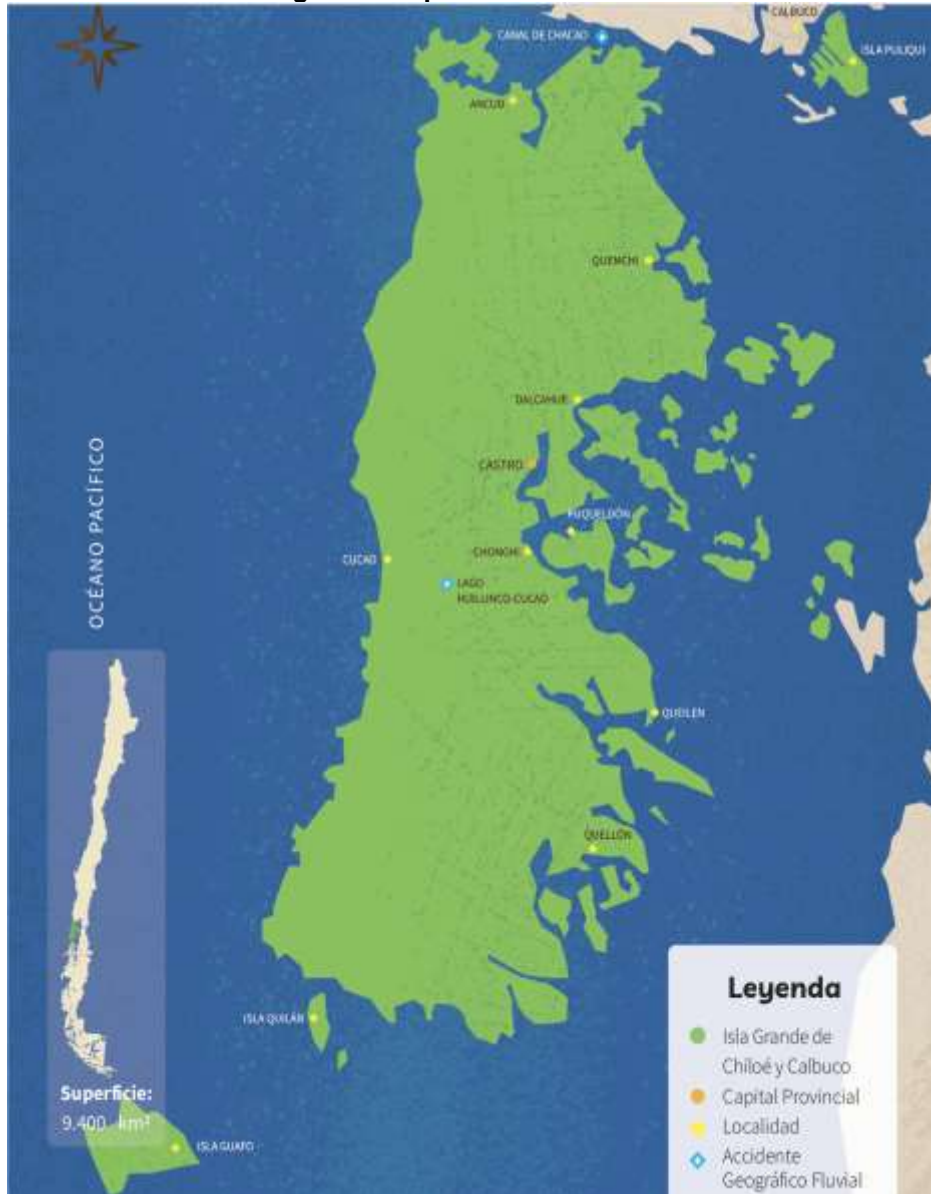 CALBUCO
CANAL DE CHACAO
ISLA PULUQUI
ANCUD
QUEMCHI
DALCAHUE
CASTRO
PUQUELDÓN
CHONCHI
CUCAO
LAGO
HUILLINCO-CUCAO
OCÉANO PACÍFICO
QUEILEN
QUELLÓN
ISLA QUILÁN
ISLA GUAFO
Superficie:
9.400 km²
Leyenda
Isla Grande de
Chiloé y Calbuco
Capital Provincial
Localidad
Accidente
Geográfico Fluvial